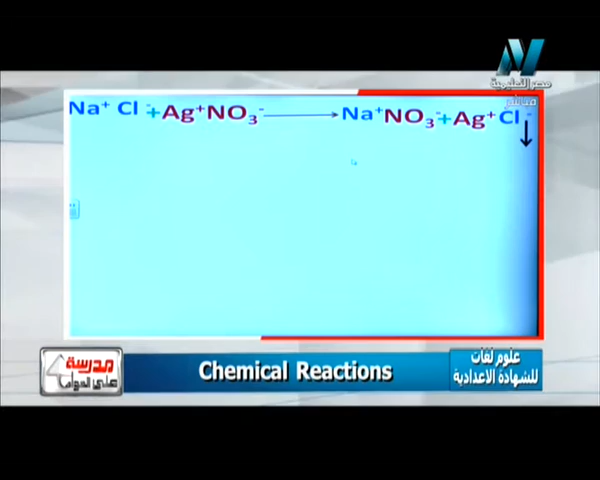 مصر التعليمية
مباشر
Na⁺ Cl⁻ + Ag⁺NO₃⁻ → Na⁺NO₃⁻ + Ag⁺Cl⁻ ↓
مدرسة
على الهواء
Chemical Reactions
علوم لغات
للشهادة الاعدادية